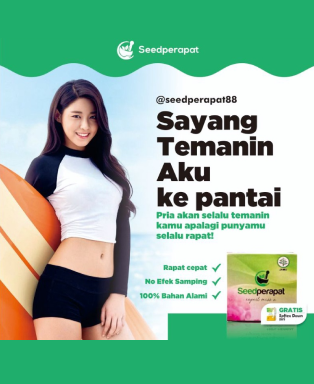 Seedperapat
@seedperapat88
Sayang
Temanin
Aku
ke pantai
Pria akan selalu temanin
kamu apalagi punyamu
selalu rapat!
Rapat cepat
No Efek Samping
100% Bahan Alami
Seedperapat
GRATIS